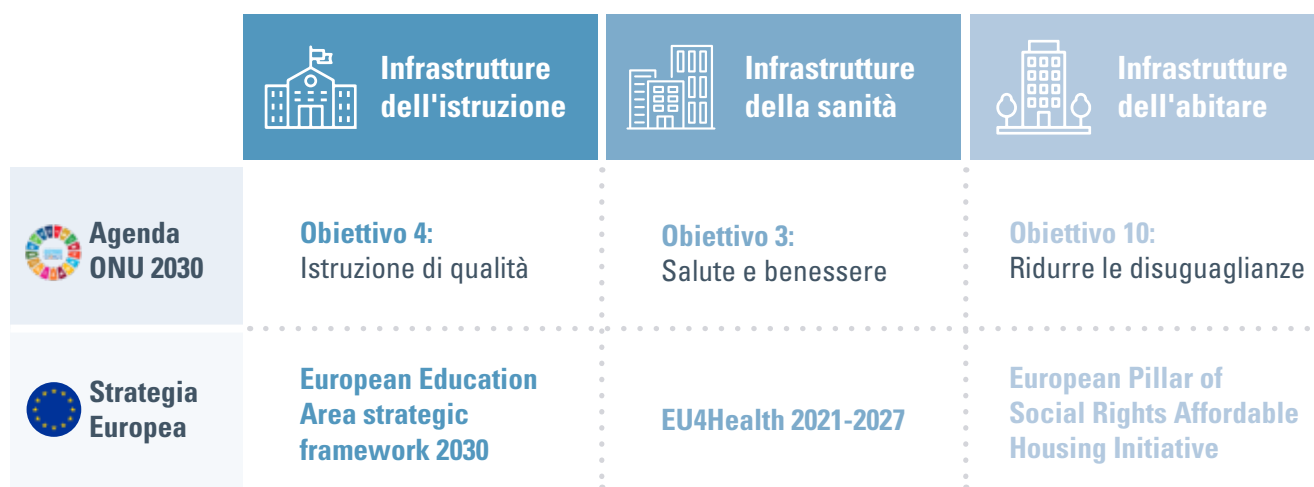 Infrastrutture
dell'istruzione
Infrastrutture
della sanità
Infrastrutture
dell'abitare
Agenda
ONU 2030
Obiettivo 4:
Istruzione di qualità
Obiettivo 3:
Salute e benessere
Obiettivo 10:
Ridurre le disuguaglianze
Strategia
Europea
European Education
Area strategic
framework 2030
EU4Health 2021-2027
European Pillar of
Social Rights Affordable
Housing Initiative